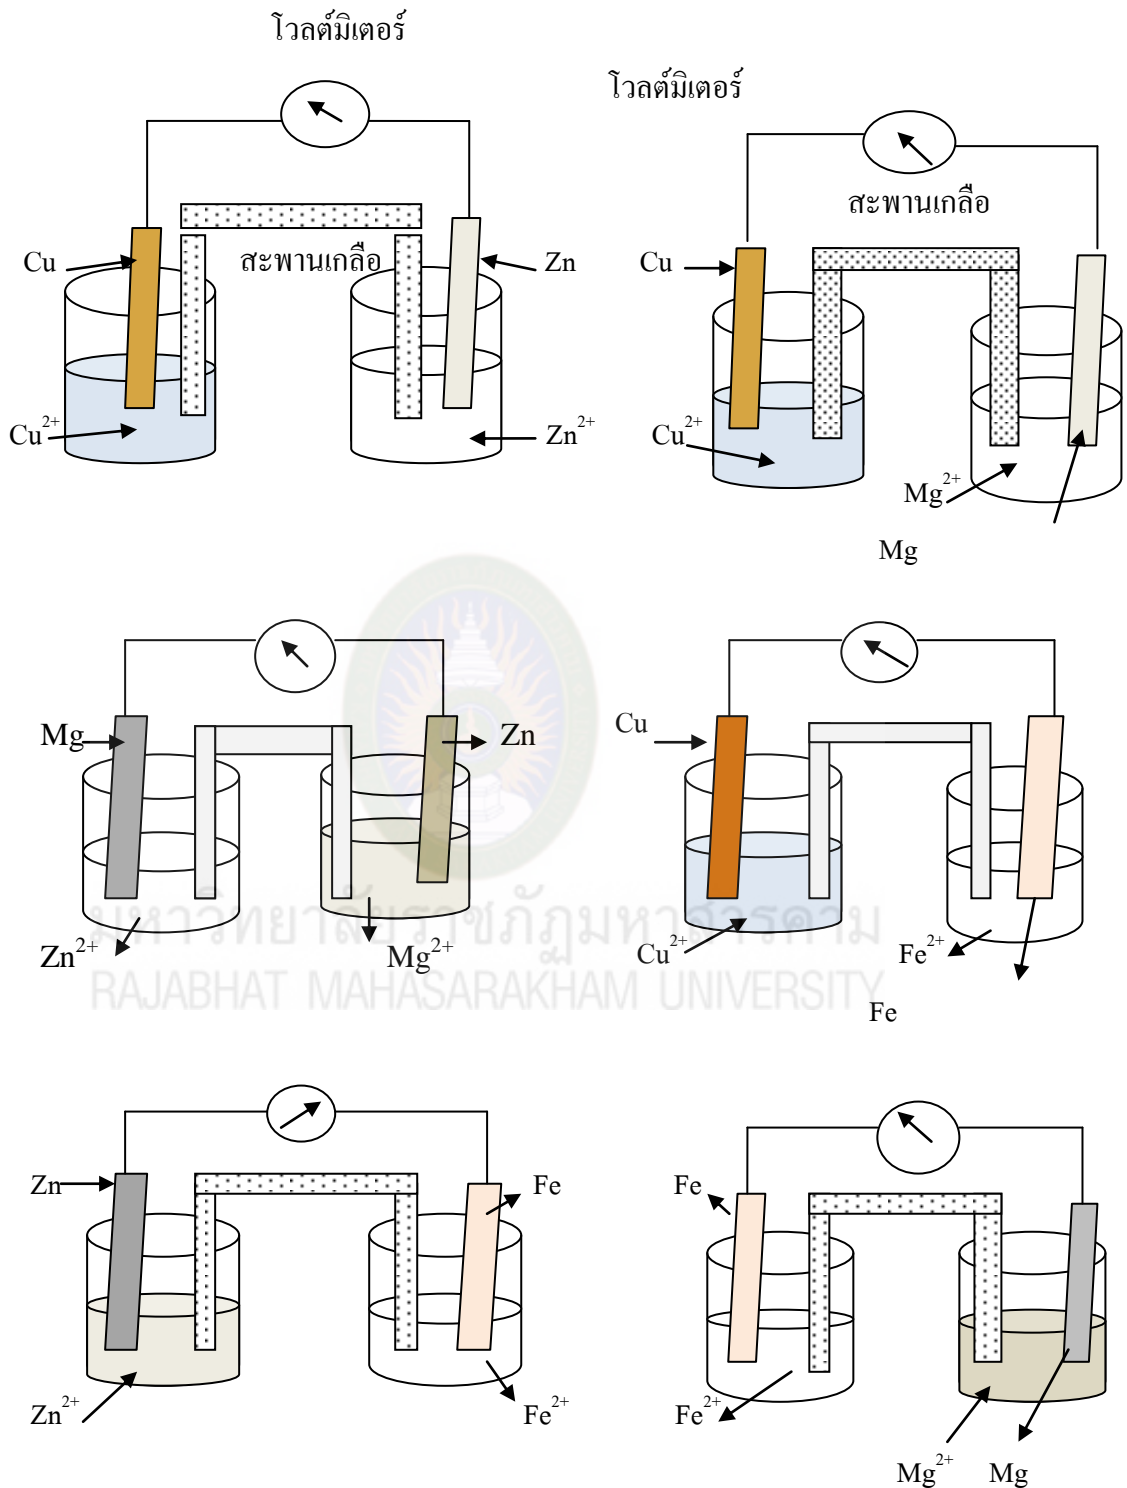 โวลต์มิเตอร์
โวลต์มิเตอร์
สะพานเกลือ
Cu
สะพานเกลือ
Zn
Cu
Cu²⁺
Zn²⁺
Cu²⁺
Mg²⁺
Mg
Mg
Zn
Cu
Zn²⁺
Mg²⁺
Cu²⁺
Fe²⁺
Fe
มหาวิทยาลัยราชภัฏมหาสารคาม
RAJABHAT MAHASARAKHAM UNIVERSITY
Zn
Fe
Fe
Zn²⁺
Fe²⁺
Fe²⁺
Mg²⁺
Mg